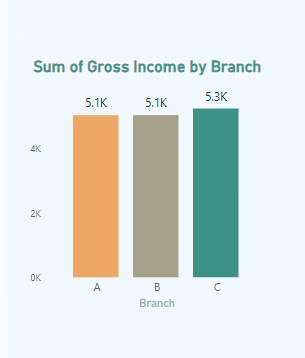 Sum of Gross Income by Branch
5.1K 5.1K 5.3K
4K
2K
0K
A B C
Branch